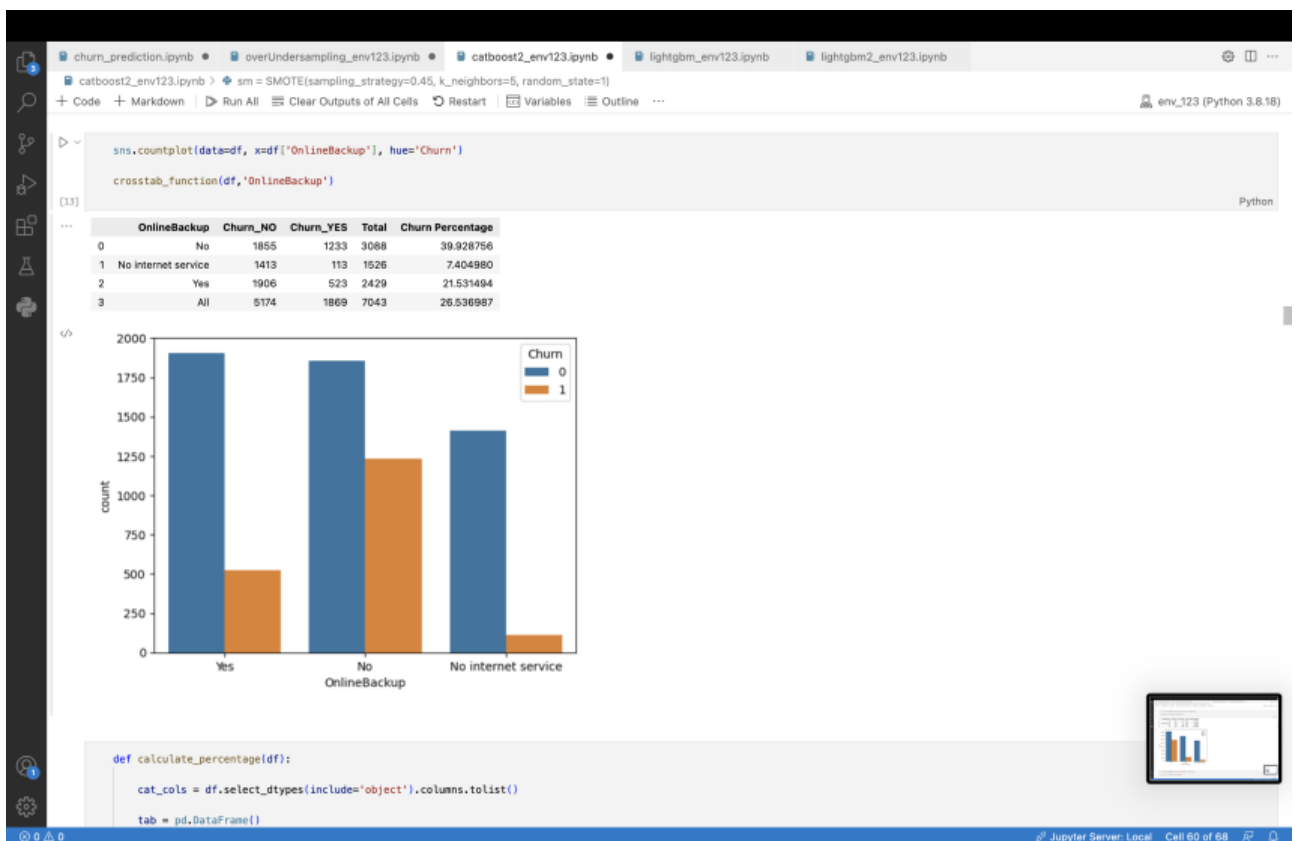 churn_prediction.ipynb ● overUndersampling_env123.ipynb ● catboost2_env123.ipynb ● lightgbm_env123.ipynb lightgbm2_env123.ipynb ...
catboost2_env123.ipynb > sm = SMOTE(sampling_strategy=0.45, k_neighbors=5, random_state=1)
+ Code + Markdown | Run All Clear Outputs of All Cells Restart | Variables Outline ... env_123 (Python 3.8.18)
3
sns.countplot(data=df, x=df['OnlineBackup'], hue='Churn')
crosstab_function(df,'OnlineBackup')
[13] Python
... OnlineBackup Churn_NO Churn_YES Total Churn Percentage
0 No 1855 1233 3088 39.928756
1 No internet service 1413 113 1526 7.404980
2 Yes 1906 523 2429 21.531494
3 All 5174 1869 7043 26.536987
</>
2000
1750
1500
1250
1000
750
500
250
0
count
Churn
0
1
Yes No No internet service
OnlineBackup
def calculate_percentage(df):
cat_cols = df.select_dtypes(include='object').columns.tolist()
tab = pd.DataFrame()
1
0 0 Jupyter Server: Local Cell 60 of 68